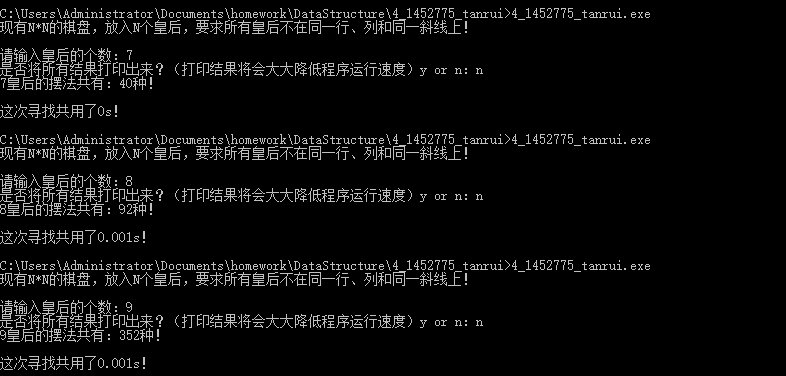 C:\Users\Administrator\Documents\homework\DataStructure\4_1452775_tanrui>4_1452775_tanrui.exe
现有N*N的棋盘，放入N个皇后，要求所有皇后不在同一行、列和同一斜线上！
请输入皇后的个数：7
是否将所有结果打印出来？（打印结果将会大大降低程序运行速度）y or n：n
7皇后的摆法共有：40种！
这次寻找共用了0s！
C:\Users\Administrator\Documents\homework\DataStructure\4_1452775_tanrui>4_1452775_tanrui.exe
现有N*N的棋盘，放入N个皇后，要求所有皇后不在同一行、列和同一斜线上！
请输入皇后的个数：8
是否将所有结果打印出来？（打印结果将会大大降低程序运行速度）y or n：n
8皇后的摆法共有：92种！
这次寻找共用了0.001s！
C:\Users\Administrator\Documents\homework\DataStructure\4_1452775_tanrui>4_1452775_tanrui.exe
现有N*N的棋盘，放入N个皇后，要求所有皇后不在同一行、列和同一斜线上！
请输入皇后的个数：9
是否将所有结果打印出来？（打印结果将会大大降低程序运行速度）y or n：n
9皇后的摆法共有：352种！
这次寻找共用了0.001s！